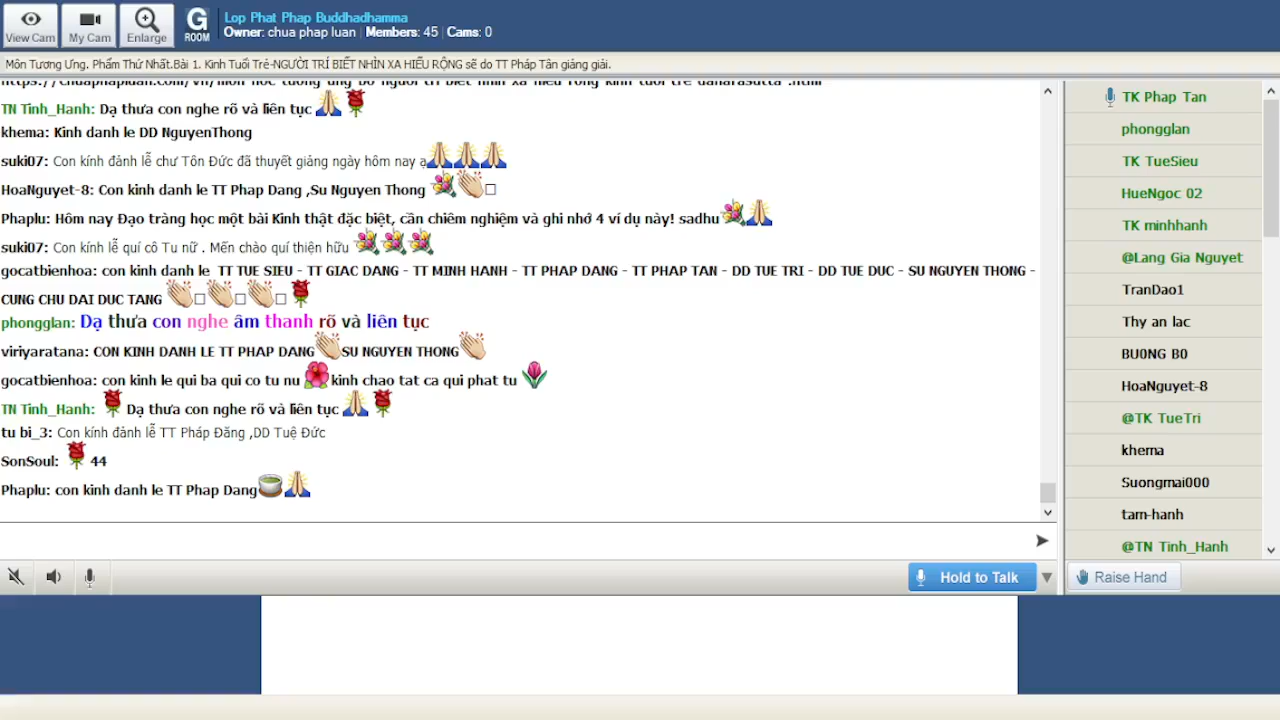 Lop Phat Phap Buddhadhamma
Owner: chua phap luan Members: 45 Cams: 0
View Cam My Cam Enlarge G ROOM
Môn Tương Ưng. Phẩm Thứ Nhất.Bài 1. Kinh Tuổi Trẻ-NGƯỜI TRÍ BIẾT NHÌN XA HIỂU RỘNG sẽ do TT Pháp Tân giảng giải.
TN Tinh_Hanh: Dạ thưa con nghe rõ và liên tục
khema: Kinh danh le DD NguyenThong
suki07: Con kính đảnh lễ chư Tôn Đức đã thuyết giảng ngày hôm nay ạ
HoaNguyet-8: Con kinh danh le TT Phap Dang ,Su Nguyen Thong
Phaplu: Hôm nay Đạo tràng học một bài Kinh thật đặc biệt, cần chiêm nghiệm và ghi nhớ 4 ví dụ này! sadhu
suki07: Con kính lễ quí cô Tu nữ . Mến chào quí thiện hữu
gocatbienhoa: con kinh danh le TT TUE SIEU - TT GIAC DANG - TT MINH HANH - TT PHAP DANG - TT PHAP TAN - DD TUE TRI - DD TUE DUC - SU NGUYEN THONG -
CUNG CHU DAI DUC TANG
phongglan: Dạ thưa con nghe âm thanh rõ và liên tục
viriyaratana: CON KINH DANH LE TT PHAP DANG SU NGUYEN THONG
gocatbienhoa: con kinh le qui ba qui co tu nu kinh chao tat ca qui phat tu
TN Tinh_Hanh: Dạ thưa con nghe rõ và liên tục
tu bi_3: Con kính đảnh lễ TT Pháp Đăng ,DD Tuệ Đức
SonSoul: 44
Phaplu: con kinh danh le TT Phap Dang
Hold to Talk
TK Phap Tan
phongglan
TK TueSieu
HueNgoc 02
TK minhhanh
@Lang Gia Nguyet
TranDao1
Thy an lac
BU0NG B0
HoaNguyet-8
@TK TueTri
khema
Suongmai000
tam-hanh
@TN Tinh_Hanh
Raise Hand